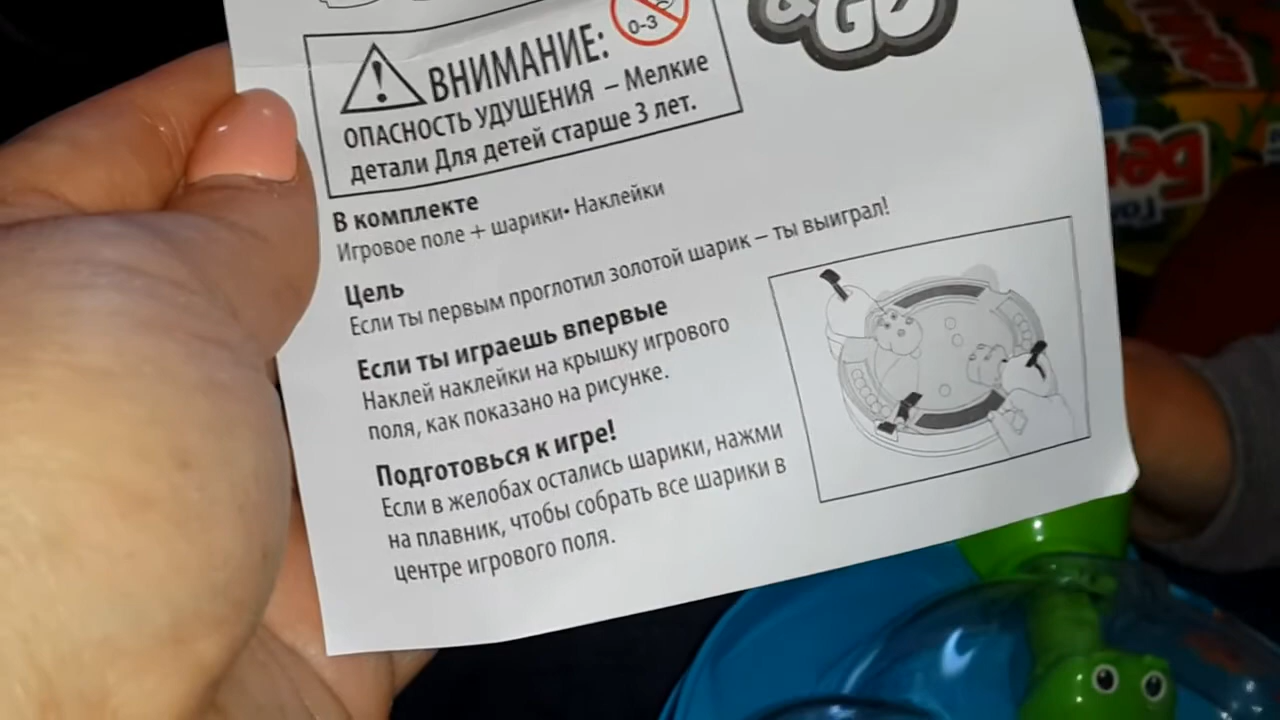 0-3
& GO
ВНИМАНИЕ:
ОПАСНОСТЬ УДУШЕНИЯ – Мелкие
детали Для детей старше 3 лет.
В комплекте
Игровое поле + шарики• Наклейки
Цель
Если ты первым проглотил золотой шарик – ты выиграл!
Если ты играешь впервые
Наклей наклейки на крышку игрового
поля, как показано на рисунке.
Подготовься к игре!
Если в желобах остались шарики, нажми
на плавник, чтобы собрать все шарики в
центре игрового поля.